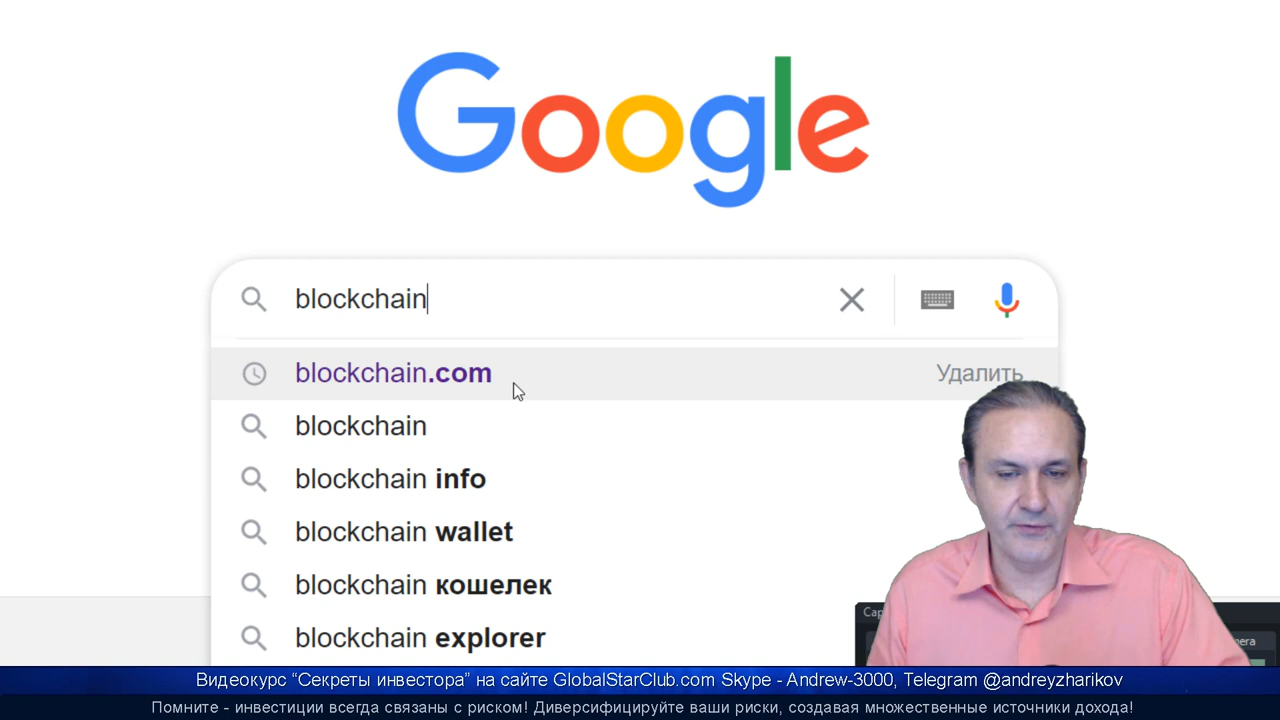 Google
blockchain
blockchain.com Удалить
blockchain
blockchain info
blockchain wallet
blockchain кошелек
blockchain explorer
Cap
era
Видеокурс “Секреты инвестора” на сайте GlobalStarClub.com Skype - Andrew-3000, Telegram @andreyzharikov
Помните - инвестиции всегда связаны с риском! Диверсифицируйте ваши риски, создавая множественные источники дохода!